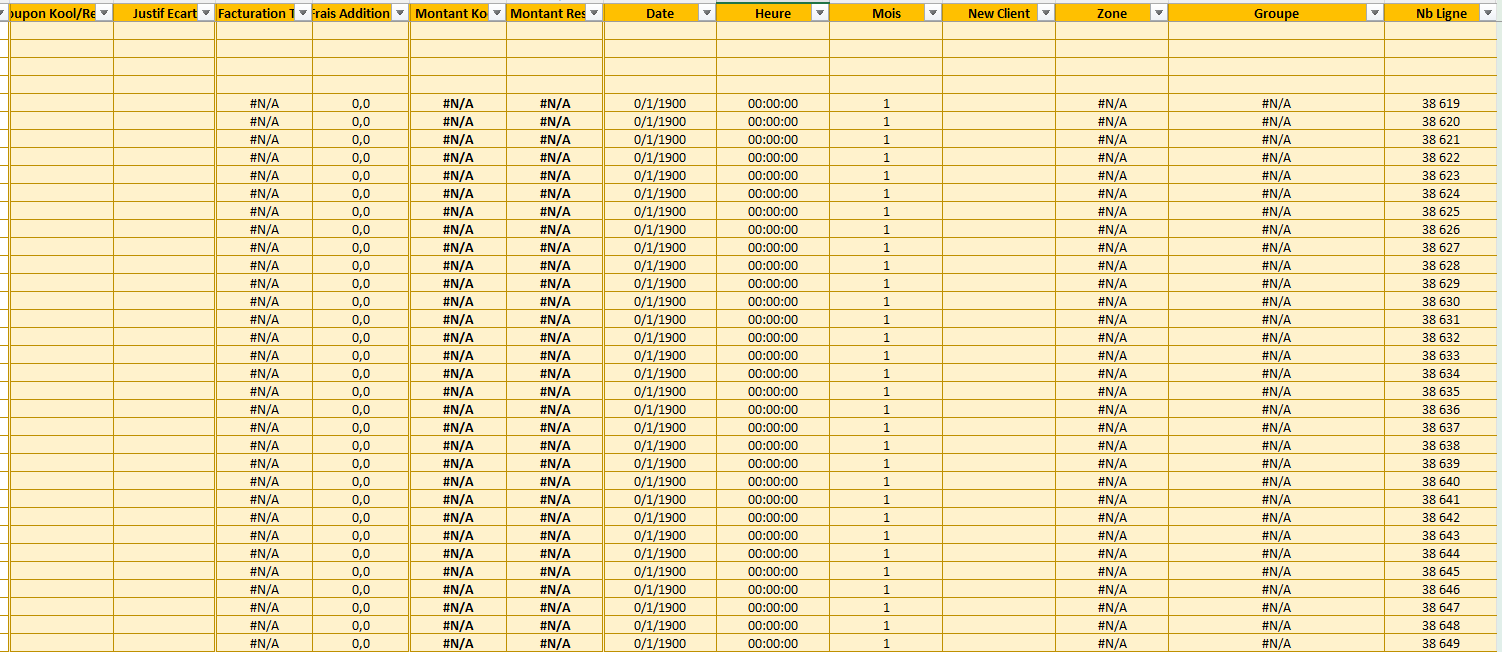 oupon Kool/Re Justif Ecart Facturation T Frais Addition Montant Ko Montant Res Date Heure Mois New Client Zone Groupe Nb Ligne
#N/A 0,0 #N/A #N/A 0/1/1900 00:00:00 1 #N/A #N/A 38 619
#N/A 0,0 #N/A #N/A 0/1/1900 00:00:00 1 #N/A #N/A 38 620
#N/A 0,0 #N/A #N/A 0/1/1900 00:00:00 1 #N/A #N/A 38 621
#N/A 0,0 #N/A #N/A 0/1/1900 00:00:00 1 #N/A #N/A 38 622
#N/A 0,0 #N/A #N/A 0/1/1900 00:00:00 1 #N/A #N/A 38 623
#N/A 0,0 #N/A #N/A 0/1/1900 00:00:00 1 #N/A #N/A 38 624
#N/A 0,0 #N/A #N/A 0/1/1900 00:00:00 1 #N/A #N/A 38 625
#N/A 0,0 #N/A #N/A 0/1/1900 00:00:00 1 #N/A #N/A 38 626
#N/A 0,0 #N/A #N/A 0/1/1900 00:00:00 1 #N/A #N/A 38 627
#N/A 0,0 #N/A #N/A 0/1/1900 00:00:00 1 #N/A #N/A 38 628
#N/A 0,0 #N/A #N/A 0/1/1900 00:00:00 1 #N/A #N/A 38 629
#N/A 0,0 #N/A #N/A 0/1/1900 00:00:00 1 #N/A #N/A 38 630
#N/A 0,0 #N/A #N/A 0/1/1900 00:00:00 1 #N/A #N/A 38 631
#N/A 0,0 #N/A #N/A 0/1/1900 00:00:00 1 #N/A #N/A 38 632
#N/A 0,0 #N/A #N/A 0/1/1900 00:00:00 1 #N/A #N/A 38 633
#N/A 0,0 #N/A #N/A 0/1/1900 00:00:00 1 #N/A #N/A 38 634
#N/A 0,0 #N/A #N/A 0/1/1900 00:00:00 1 #N/A #N/A 38 635
#N/A 0,0 #N/A #N/A 0/1/1900 00:00:00 1 #N/A #N/A 38 636
#N/A 0,0 #N/A #N/A 0/1/1900 00:00:00 1 #N/A #N/A 38 637
#N/A 0,0 #N/A #N/A 0/1/1900 00:00:00 1 #N/A #N/A 38 638
#N/A 0,0 #N/A #N/A 0/1/1900 00:00:00 1 #N/A #N/A 38 639
#N/A 0,0 #N/A #N/A 0/1/1900 00:00:00 1 #N/A #N/A 38 640
#N/A 0,0 #N/A #N/A 0/1/1900 00:00:00 1 #N/A #N/A 38 641
#N/A 0,0 #N/A #N/A 0/1/1900 00:00:00 1 #N/A #N/A 38 642
#N/A 0,0 #N/A #N/A 0/1/1900 00:00:00 1 #N/A #N/A 38 643
#N/A 0,0 #N/A #N/A 0/1/1900 00:00:00 1 #N/A #N/A 38 644
#N/A 0,0 #N/A #N/A 0/1/1900 00:00:00 1 #N/A #N/A 38 645
#N/A 0,0 #N/A #N/A 0/1/1900 00:00:00 1 #N/A #N/A 38 646
#N/A 0,0 #N/A #N/A 0/1/1900 00:00:00 1 #N/A #N/A 38 647
#N/A 0,0 #N/A #N/A 0/1/1900 00:00:00 1 #N/A #N/A 38 648
#N/A 0,0 #N/A #N/A 0/1/1900 00:00:00 1 #N/A #N/A 38 649